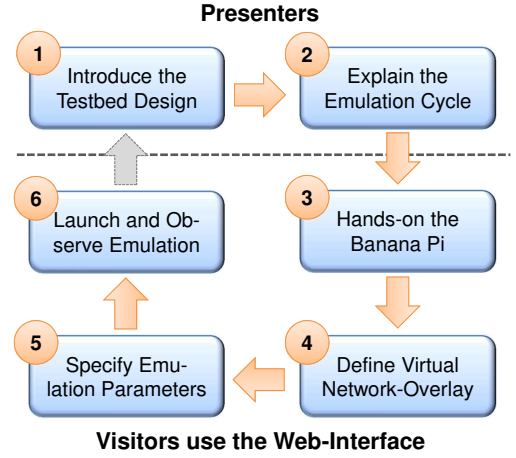 Presenters
1
Introduce the
Testbed Design
2
Explain the
Emulation Cycle
3
Hands-on the
Banana Pi
4
Define Virtual
Network-Overlay
5
Specify Emu-
lation Parameters
6
Launch and Ob-
serve Emulation
Visitors use the Web-Interface